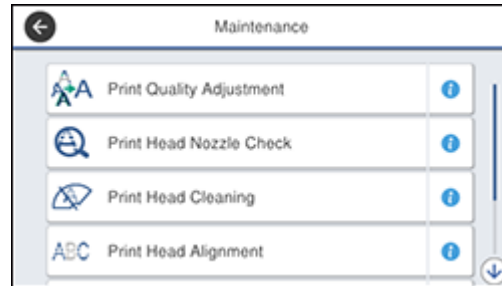 Maintenance
Print Quality Adjustment
Print Head Nozzle Check
Print Head Cleaning
ABC Print Head Alignment